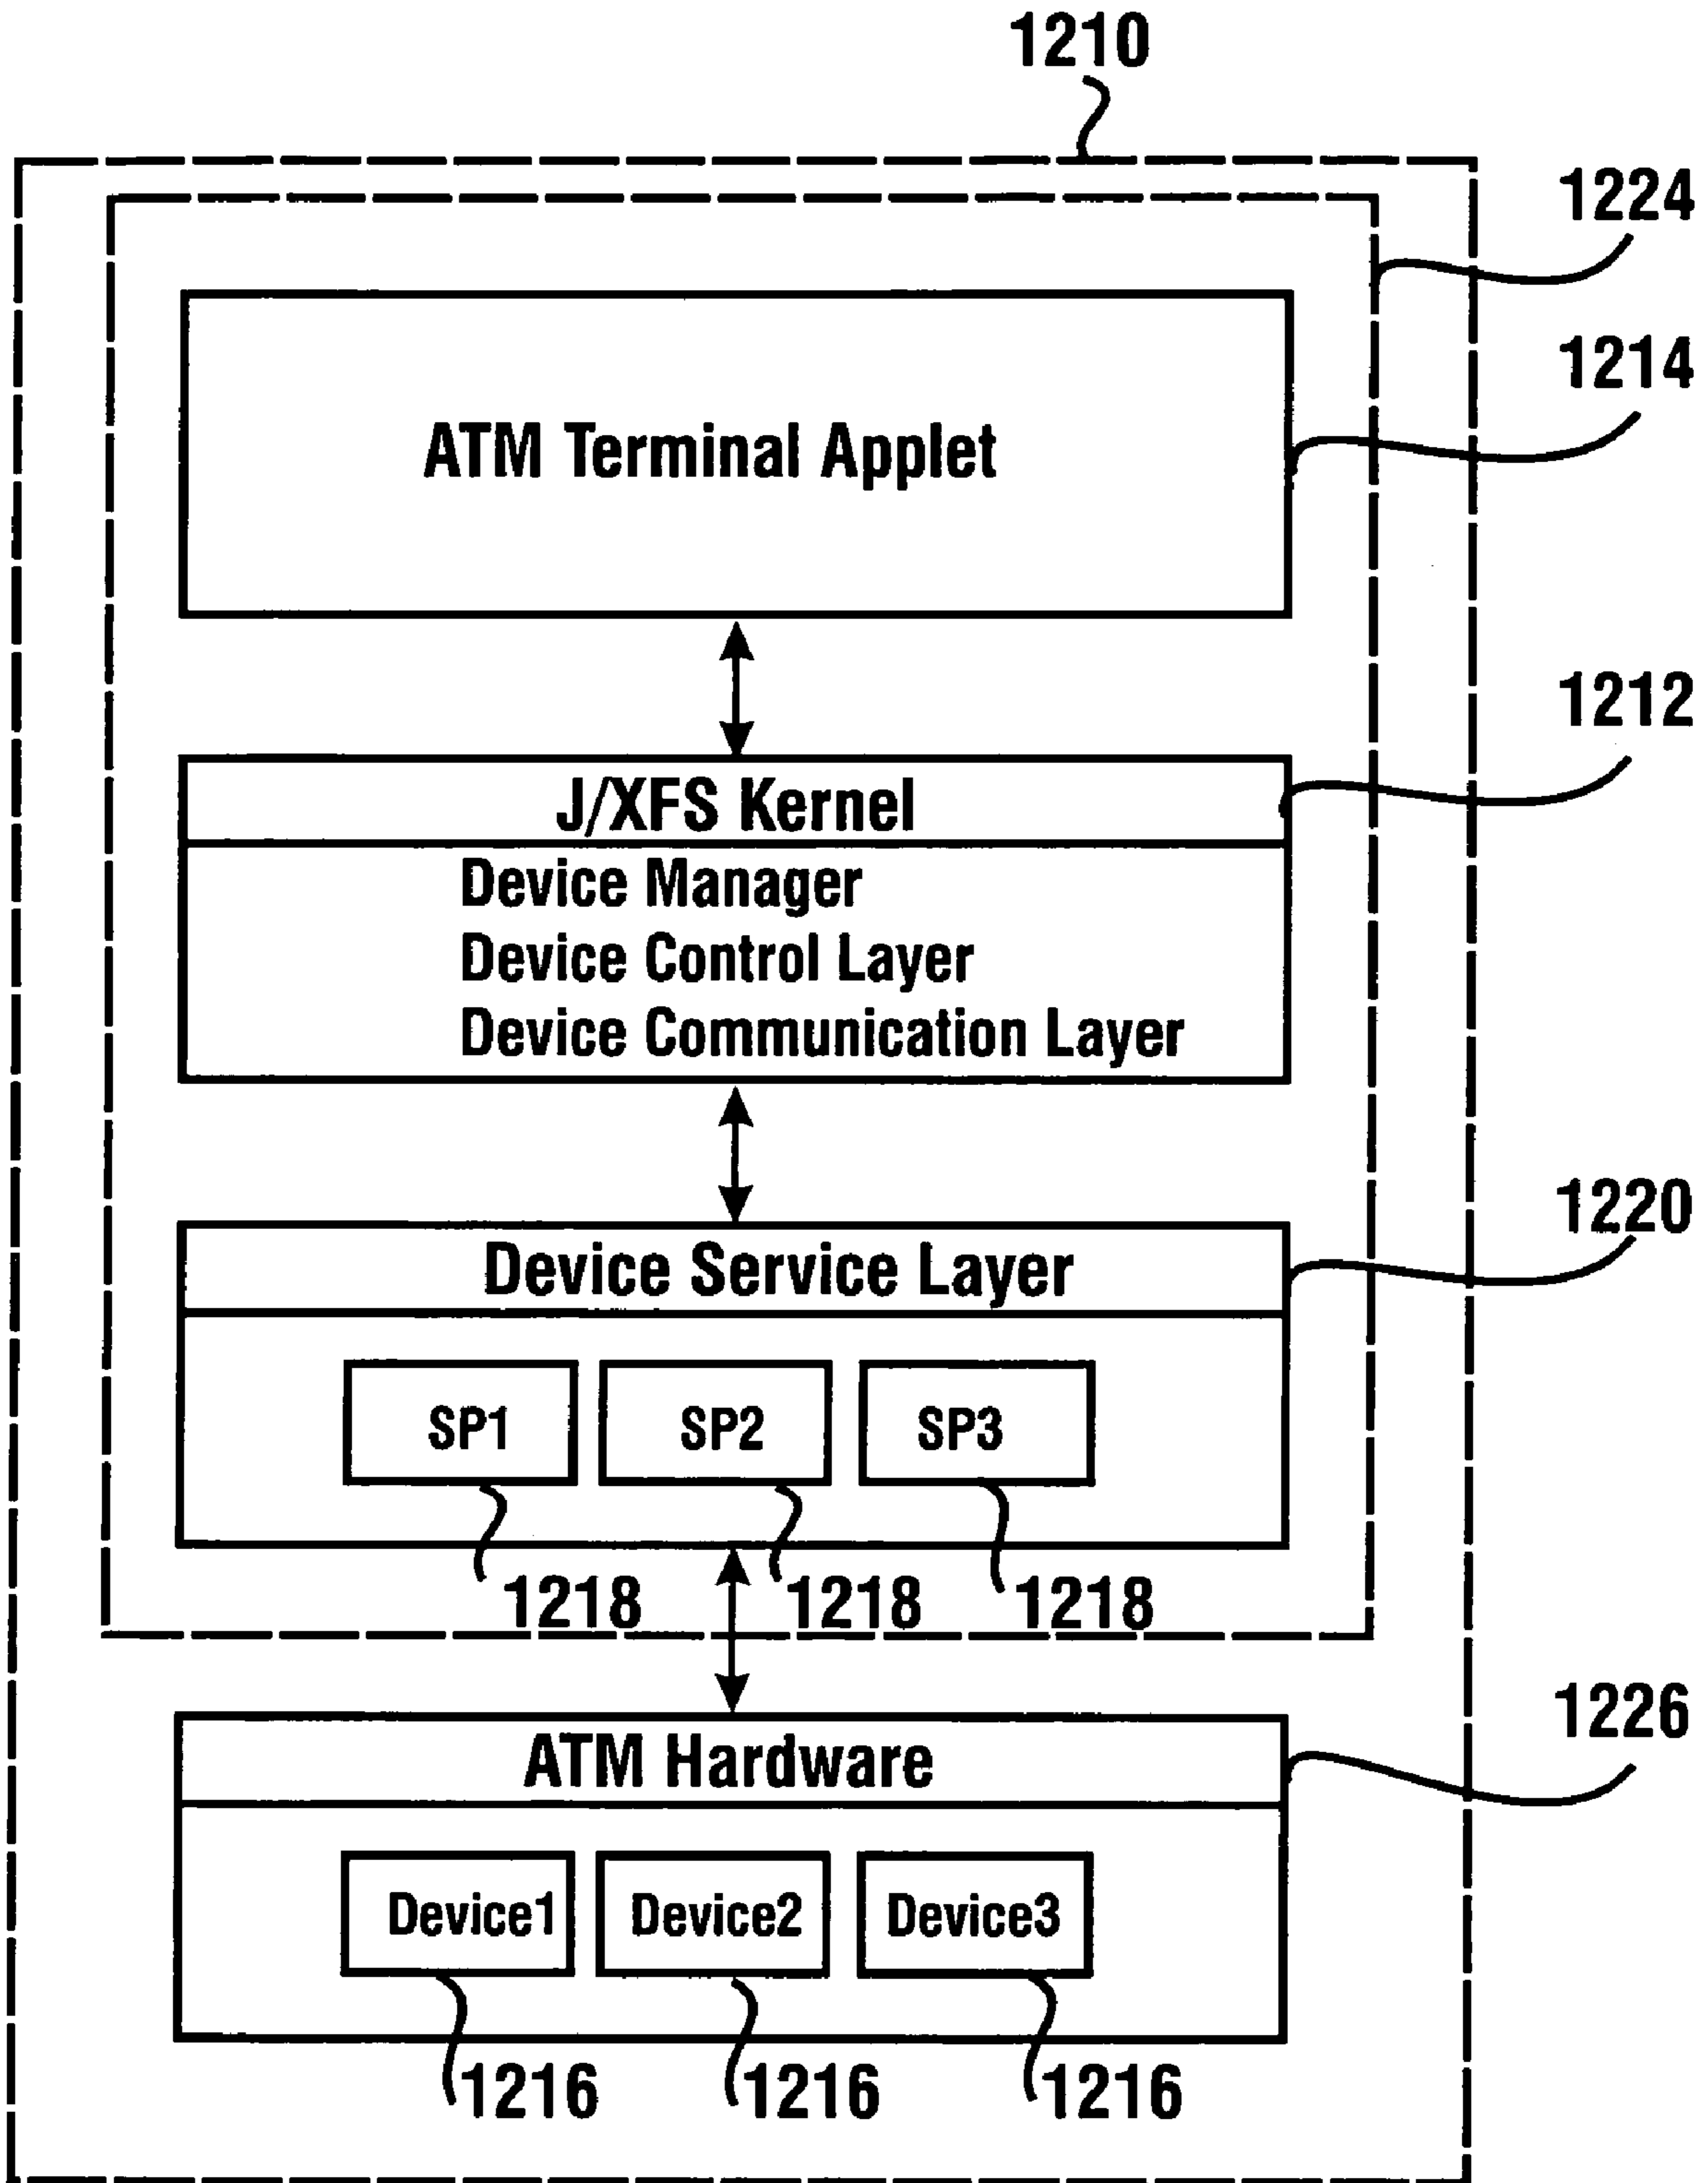 1210
1224
1214
ATM Terminal Applet
1212
J/XFS Kernel
Device Manager
Device Control Layer
Device Communication Layer
1220
Device Service Layer
SP1 SP2 SP3
1218 1218 1218
1226
ATM Hardware
Device1 Device2 Device3
1216 1216 1216